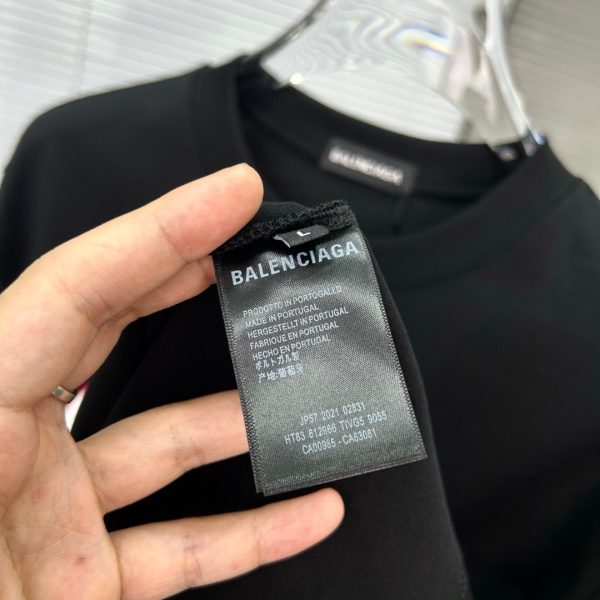 BALENCIAGA
L
BALENCIAGA
PRODOTTO IN PORTOGALLO
MADE IN PORTUGAL
HERGESTELLT IN PORTUGAL
FABRIQUE EN PORTUGAL
HECHO EN PORTUGAL
ポルトガル製
产地:葡萄牙
JP57 2021 02831
HT83 612966 TIVG5 9055
CA00965 - CA63081